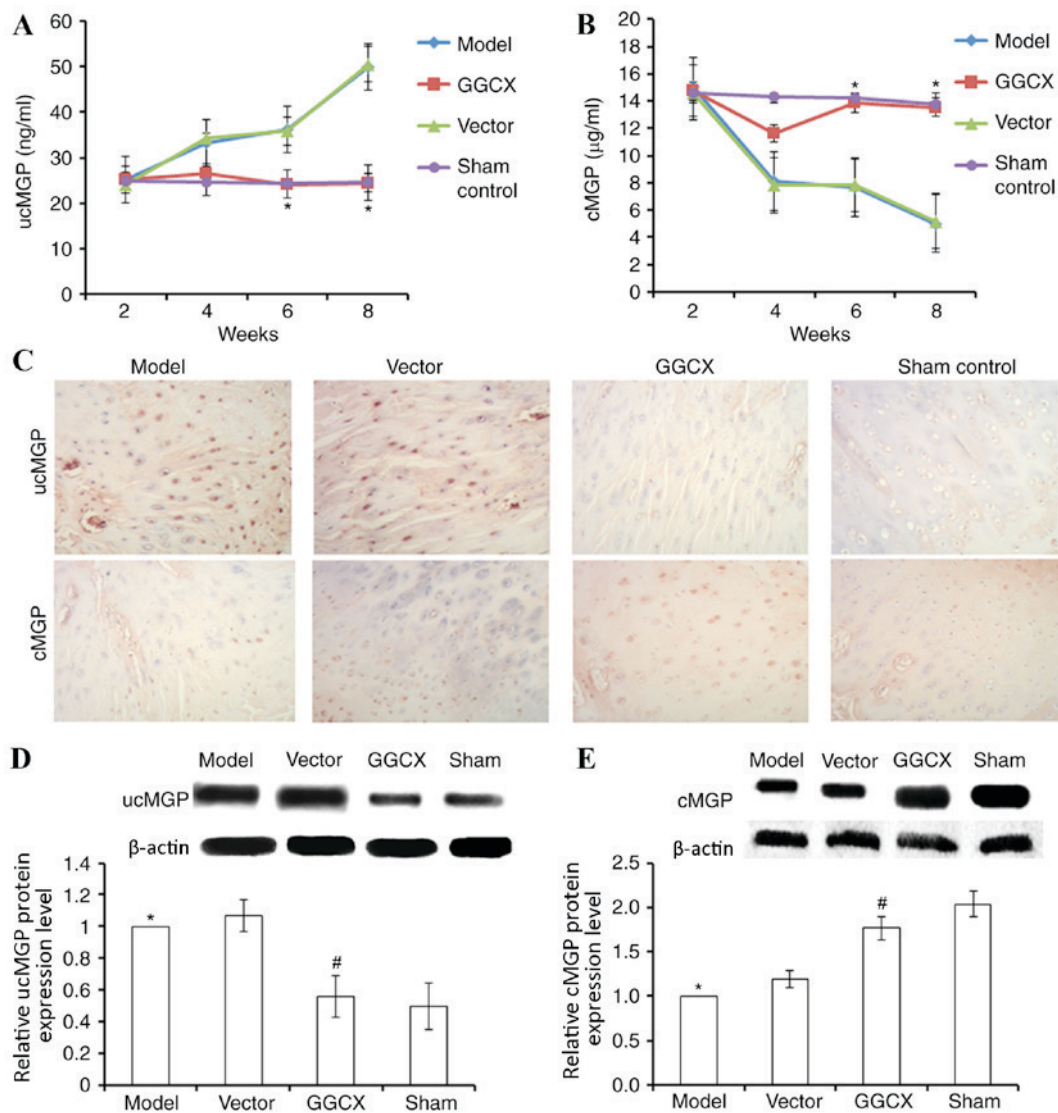 A
60
50
40
30
20
10
0
ucMGP (ng/ml)
2 4 6 8
Weeks
* *
Model
GGCX
Vector
Sham
control
B
20
18
16
14
12
10
8
6
4
2
0
cMGP (μg/ml)
2 4 6 8
Weeks
* *
Model
GGCX
Vector
Sham
control
C
Model Vector GGCX Sham control
ucMGP
cMGP
D
Model Vector GGCX Sham
ucMGP
β-actin
1.4
1.2
1
0.8
0.6
0.4
0.2
0
Relative ucMGP protein
expression level
* #
Model Vector GGCX Sham
E
Model Vector GGCX Sham
cMGP
β-actin
2.5
2.0
1.5
1.0
0.5
0.0
Relative cMGP protein
expression level
* #
Model Vector GGCX Sham